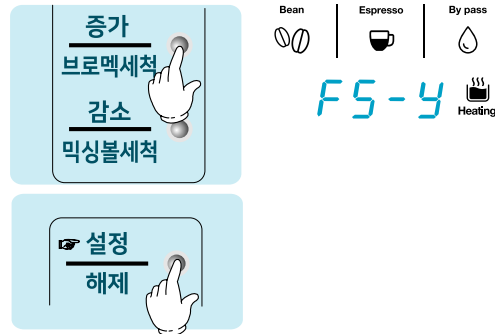 증가
브로멕세척
감소
믹싱볼세척
Bean
Espresso
By pass
FS-y
Heating
☞ 설정
해제